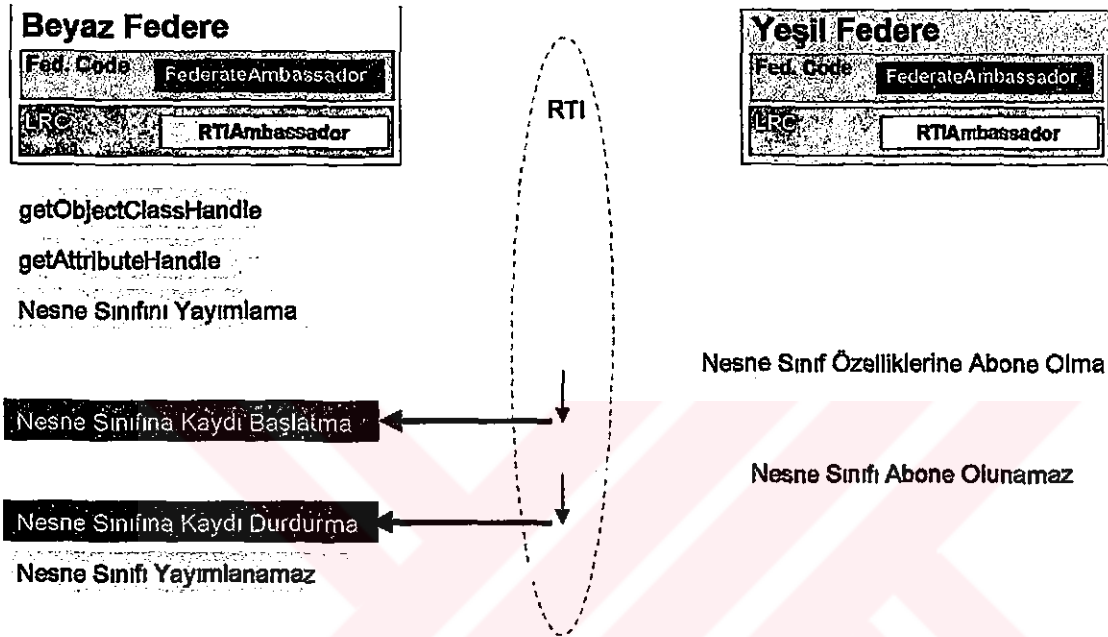 Beyaz Federe
Fed. Code
FederateAmbassador
LRC
RTIAmbassador
getObjectClassHandle
getAttributeHandle
Nesne Sınıfını Yayımlama
Nesne Sınıfına Kaydı Başlatma
Nesne Sınıfına Kaydı Durdurma
Nesne Sınıfı Yayımlanamaz
RTI
Yeşil Federe
Fed. Code
FederateAmbassador
LRC
RTIAmbassador
Nesne Sınıf Özelliklerine Abone Olma
Nesne Sınıfı Abone Olunamaz